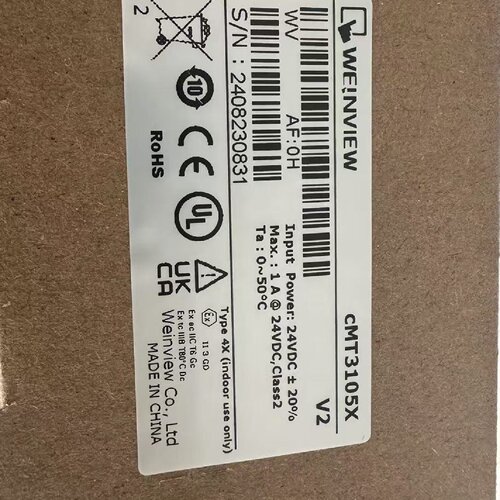 WEINVIEW
cMT3105X
WV
V2
AF:0H
Input Power: 24VDC ± 20%
Max.: 1 A @ 24VDC,Class2
Ta : 0~50°C
S/N : 2408230831
Type 4X (indoor use only)
2
10
CE
UL
Ex
II 3 GD
Ex ec IIC T6 Gc
Ex tc IIIB T80°C Dc
RoHS
UK
CA
Weinview Co., Ltd
MADE IN CHINA